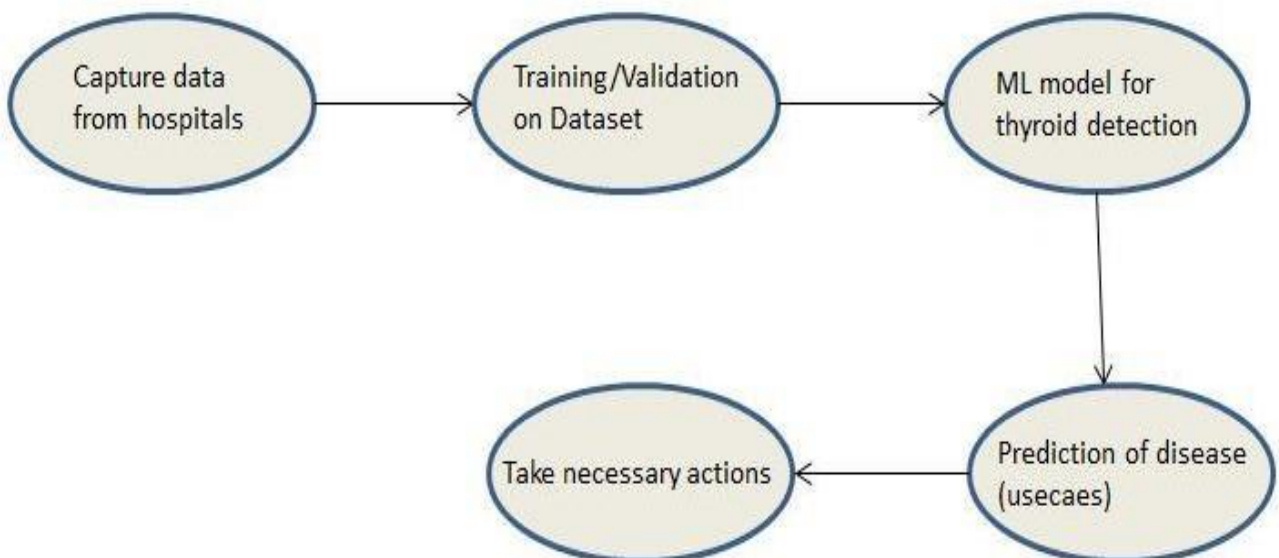 Capture data
from hospitals
Training/Validation
on Dataset
ML model for
thyroid detection
Prediction of disease
(usecaes)
Take necessary actions